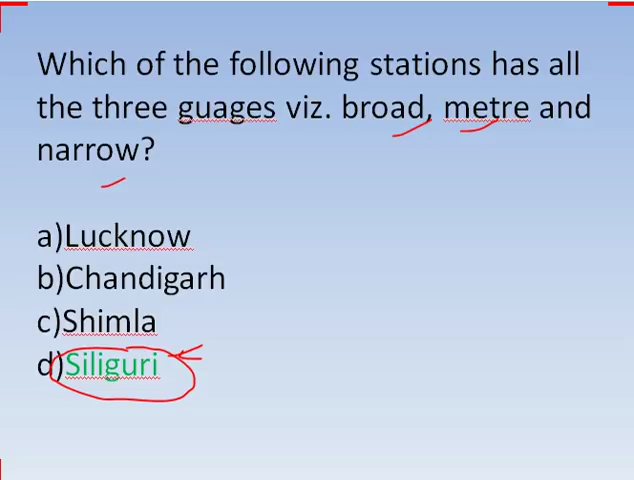 Which of the following stations has all
the three guages viz. broad, metre and
narrow?
a)Lucknow
b)Chandigarh
c)Shimla
d)Siliguri